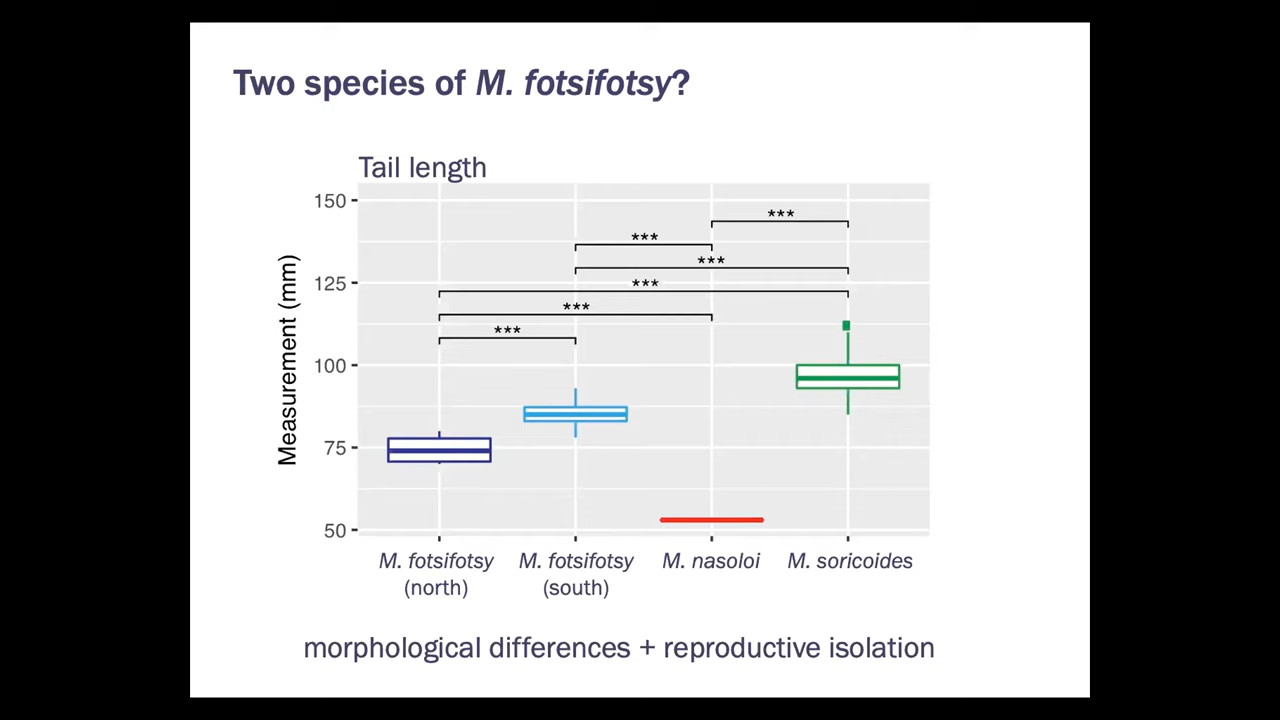 Two species of M. fotsifotsy?
Tail length
150
125
100
75
50
Measurement (mm)
***
***
***
***
***
***
M. fotsifotsy (north)
M. fotsifotsy (south)
M. nasoloi
M. soricoides
morphological differences + reproductive isolation